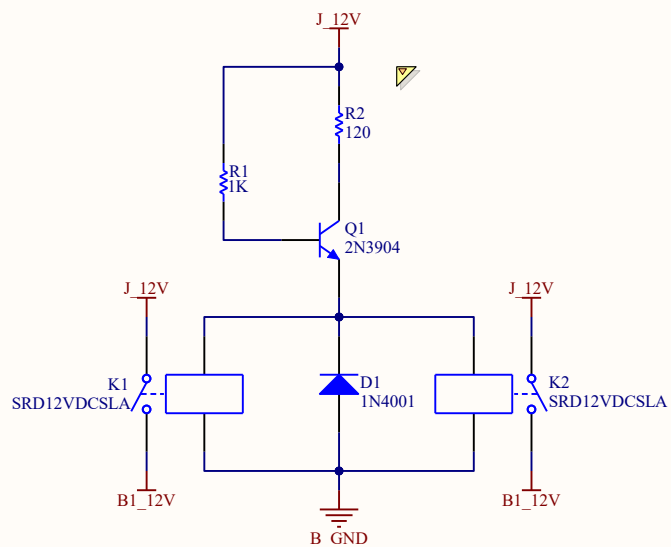 J_12V
R2
120
R1
1K
Q1
2N3904
J_12V
J_12V
K1
SRD12VDCSLA
D1
1N4001
K2
SRD12VDCSLA
B1_12V
B1_12V
B_GND